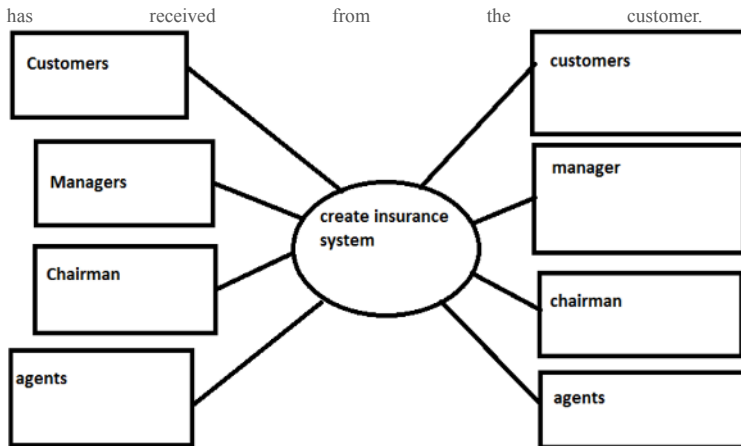 has received from the customer.
Customers
customers
Managers
manager
create insurance
system
Chairman
chairman
agents
agents